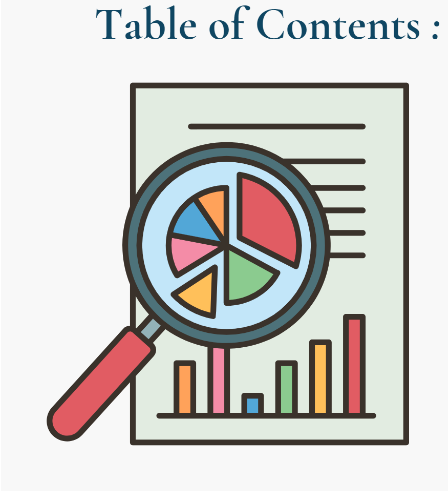 Table of Contents :